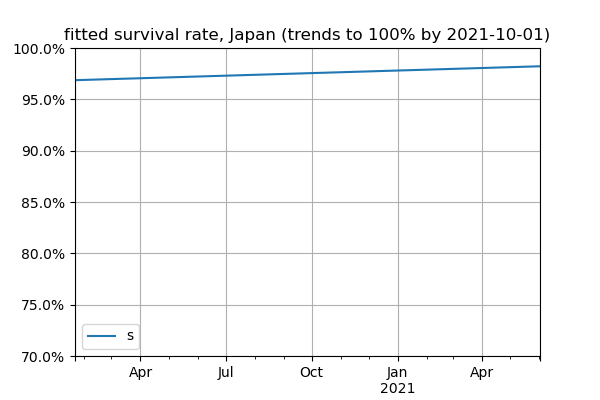 fitted survival rate, Japan (trends to 100% by 2021-10-01)
100.0%
95.0%
90.0%
85.0%
80.0%
75.0%
70.0%
s
Apr Jul Oct Jan Apr
2021